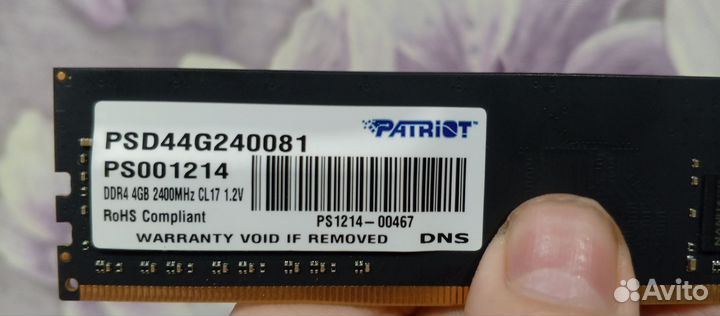 PATRIOT
PSD44G240081
PS001214
DDR4 4GB 2400MHz CL17 1.2V
RoHS Compliant
PS1214-00467
WARRANTY VOID IF REMOVED DNS
Avito